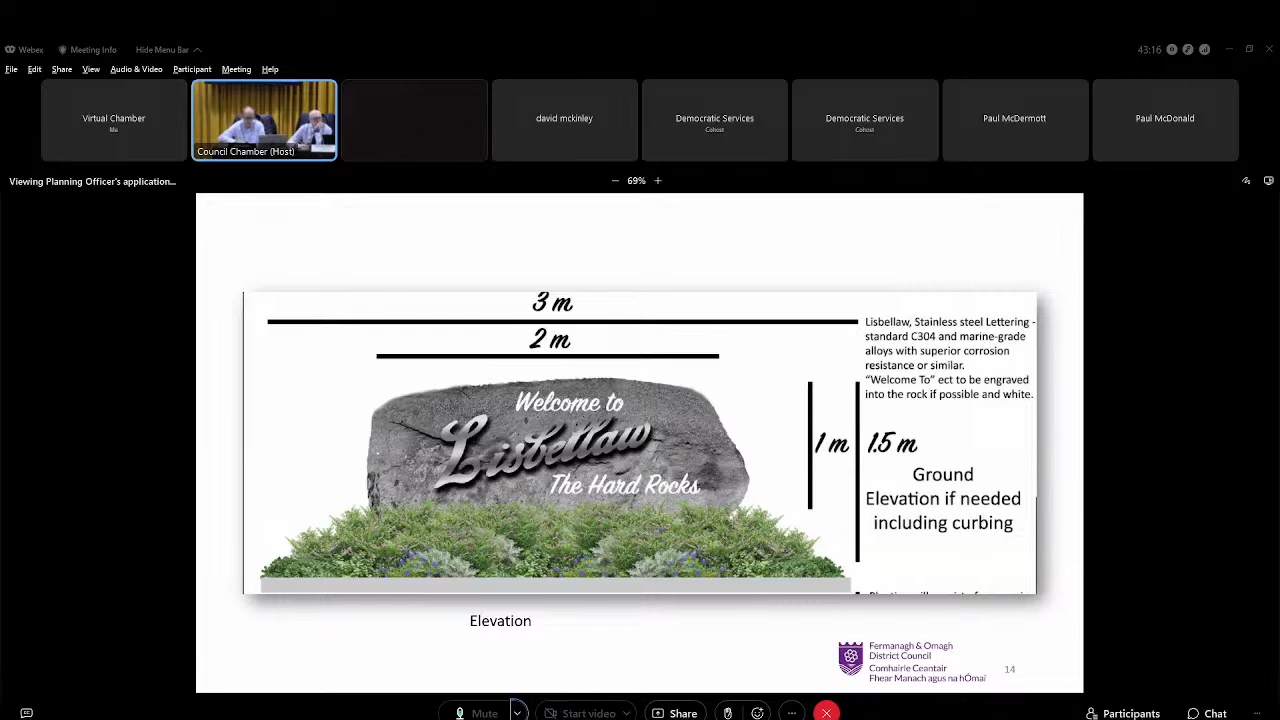 Webex
Meeting Info
Hide Menu Bar
43:16
File Edit Share View Audio & Video Participant Meeting Help
Virtual Chamber
Me
Council Chamber (Host)
david mckinley
Democratic Services
Cohost
Democratic Services
Cohost
Paul McDermott
Paul McDonald
Viewing Planning Officer's application...
69%
3 m
2 m
Welcome to
Lisbellaw
The Hard Rocks
1 m
1.5 m
Lisbellaw, Stainless steel Lettering -
standard C304 and marine-grade
alloys with superior corrosion
resistance or similar.
"Welcome To" ect to be engraved
into the rock if possible and white.
Ground
Elevation if needed
including curbing
Elevation
Fermanagh & Omagh
District Council
Comhairle Ceantair
Fhear Manach agus na hÓmaí
14
Mute
Start video
Share
Participants
Chat